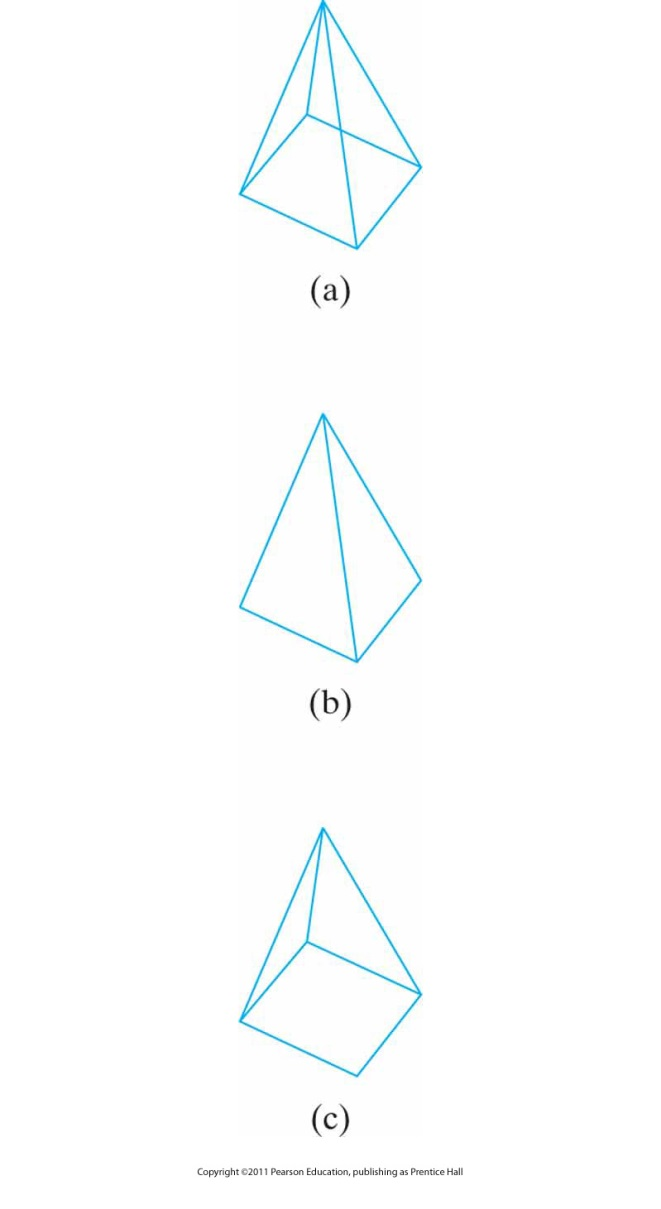 (a)
(b)
(c)
Copyright ©2011 Pearson Education, publishing as Prentice Hall